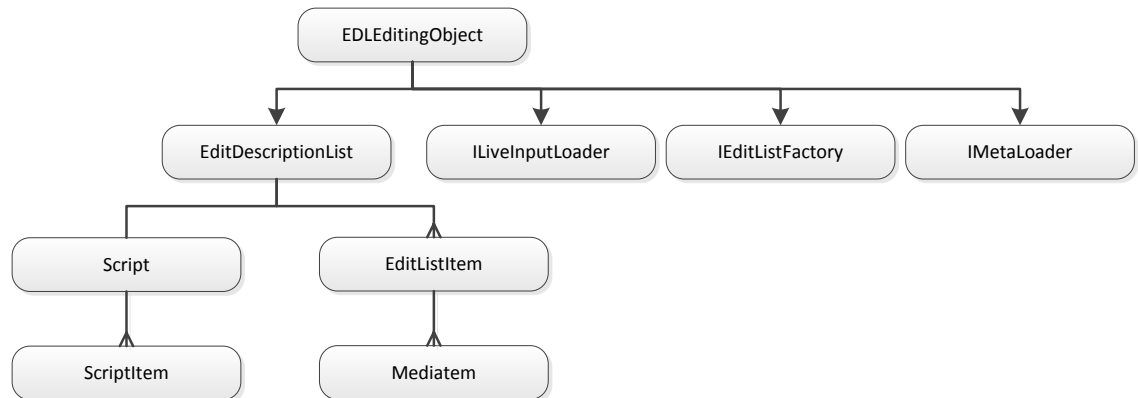 EDLEditingObject
EditDescriptionList
ILiveInputLoader
IEditListFactory
IMetaLoader
Script
EditListItem
ScriptItem
Mediatem